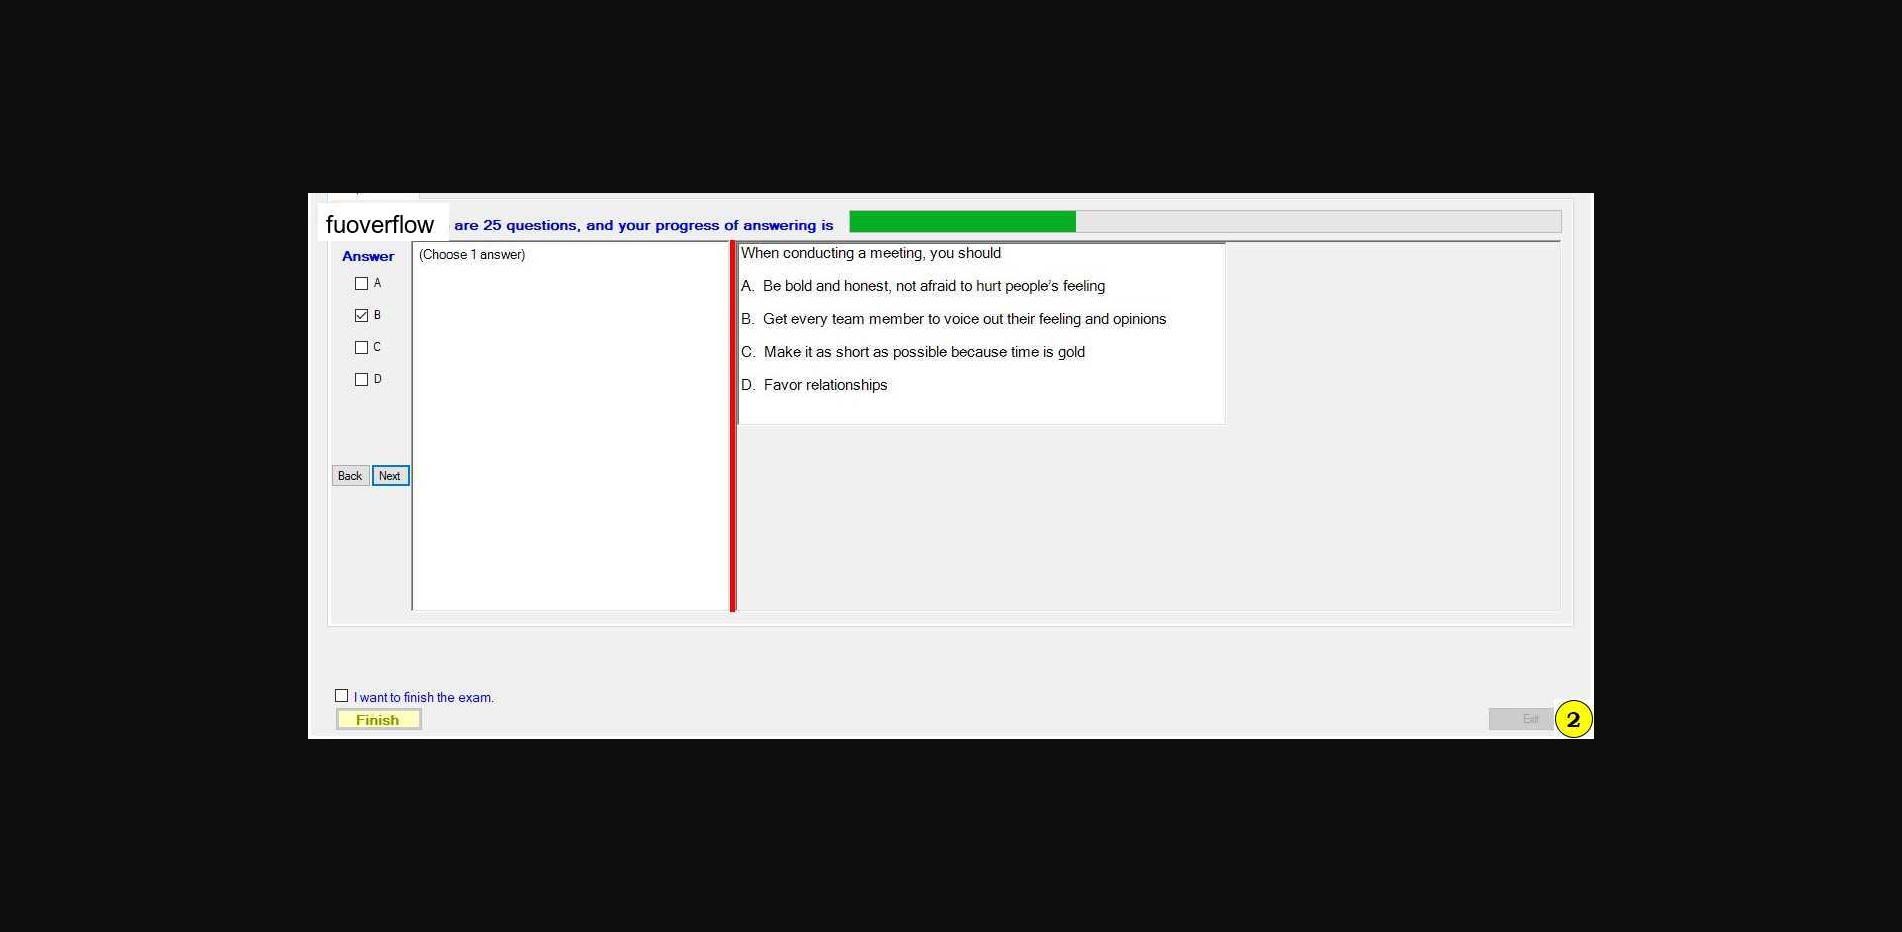 fuoverflow are 25 questions, and your progress of answering is
Answer
(Choose 1 answer)
A
B
C
D
Back Next
When conducting a meeting, you should
A. Be bold and honest, not afraid to hurt people's feeling
B. Get every team member to voice out their feeling and opinions
C. Make it as short as possible because time is gold
D. Favor relationships
I want to finish the exam.
Finish
Exit
2